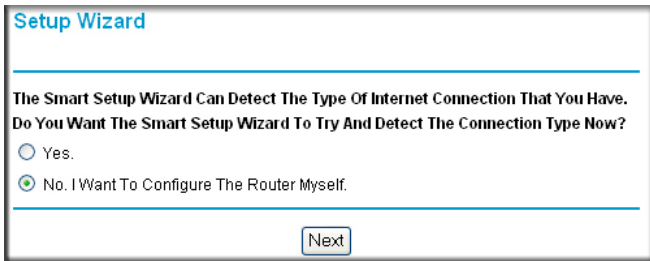 Setup Wizard
The Smart Setup Wizard Can Detect The Type Of Internet Connection That You Have.
Do You Want The Smart Setup Wizard To Try And Detect The Connection Type Now?
Yes.
No. I Want To Configure The Router Myself.
Next